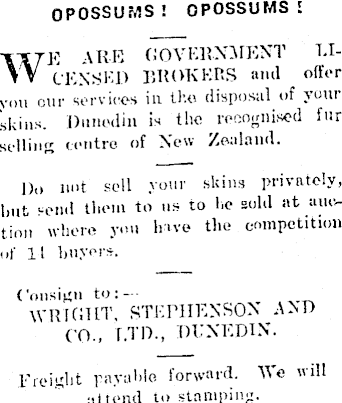 OPOSSUMS! OPOSSUMS!
WE ARE GOVERNMENT LI-
CENSED BROKERS and offer
you our services in the disposal of your
skins. Dunedin is the recognised fur
selling centre of New Zealand.
Do not sell your skins privately,
but send them to us to be sold at auc-
tion where you have the competition
of 14 buyers.
Consign to:—
WRIGHT, STEPHENSON AND
CO., LTD., DUNEDIN.
Freight payable forward. We will
attend to stamping.